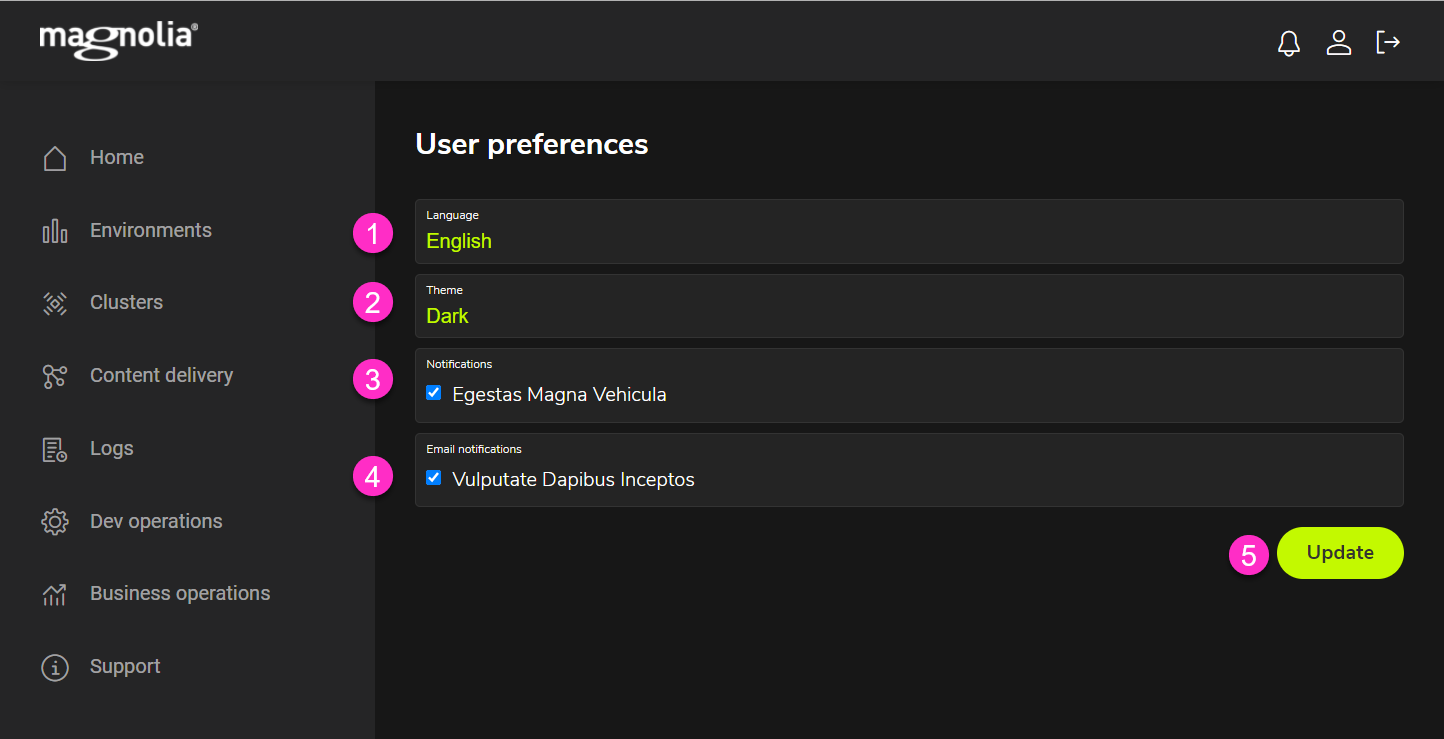 magnolia®
Home
Environments
Clusters
Content delivery
Logs
Dev operations
Business operations
Support
User preferences
1
Language
English
2
Theme
Dark
3
Notifications
Egestas Magna Vehicula
4
Email notifications
Vulputate Dapibus Inceptos
5
Update